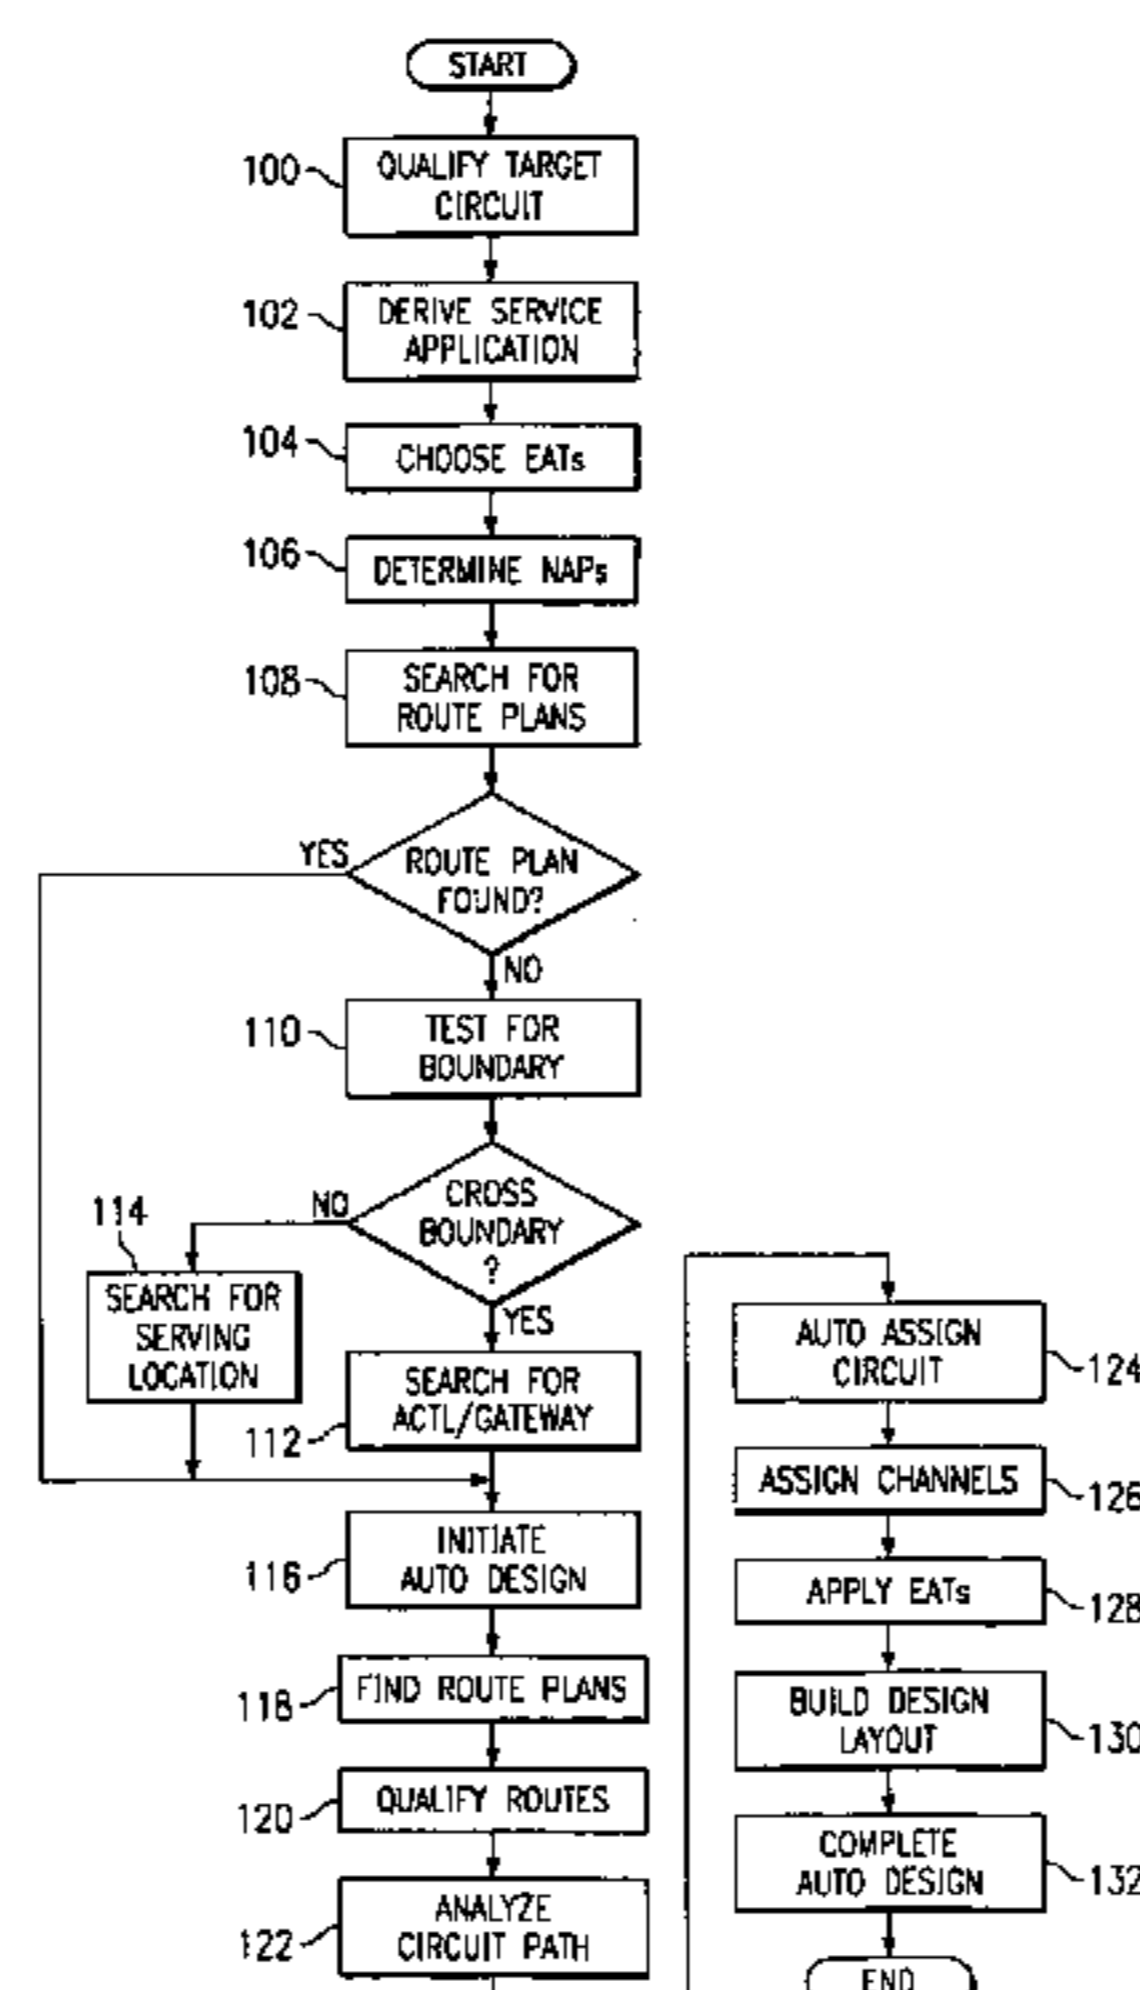 START
100
QUALIFY TARGET
CIRCUIT
102
DERIVE SERVICE
APPLICATION
104
CHOOSE EATs
106
DETERMINE NAPs
108
SEARCH FOR
ROUTE PLANS
YES
ROUTE PLAN
FOUND?
NO
110
TEST FOR
BOUNDARY
NO
CROSS
BOUNDARY
?
YES
114
SEARCH FOR
SERVING
LOCATION
112
SEARCH FOR
ACTL/GATEWAY
116
INITIATE
AUTO DESIGN
118
FIND ROUTE PLANS
120
QUALIFY ROUTES
122
ANALYZE
CIRCUIT PATH
AUTO ASSIGN
CIRCUIT
124
ASSIGN CHANNELS
126
APPLY EATs
128
BUILD DESIGN
LAYOUT
130
COMPLETE
AUTO DESIGN
132
END